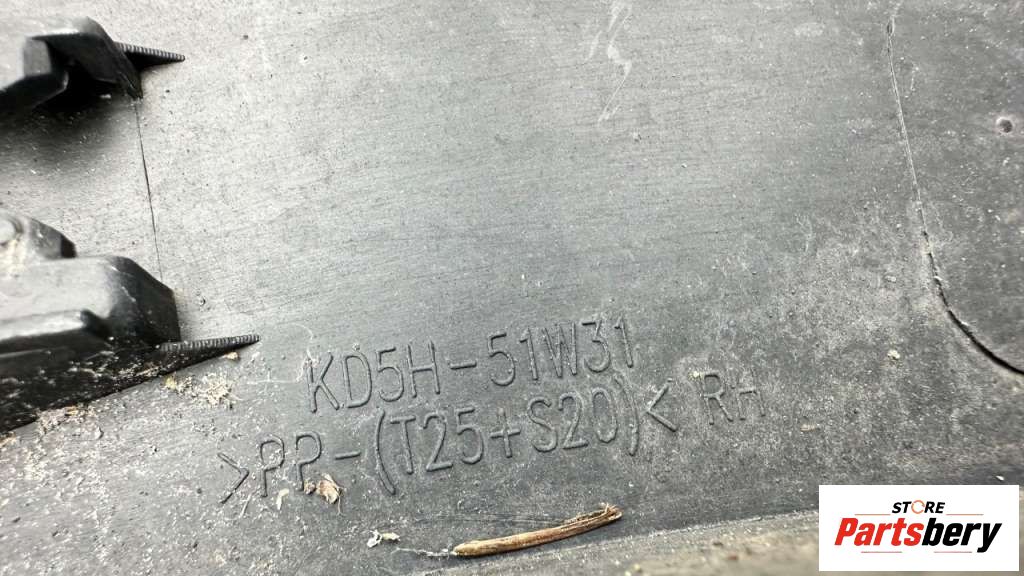 KD5H-51W31
>PP-(T25+S20)< RH
STORE
Partsbery